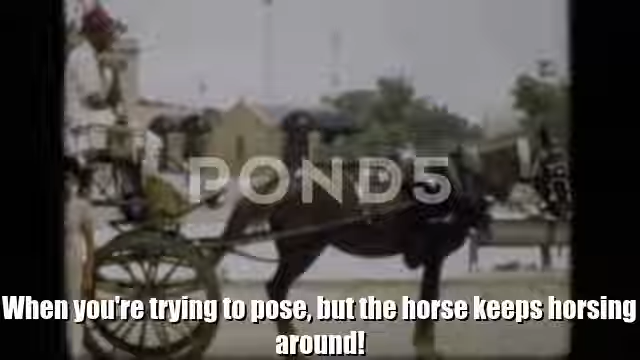 POND5
When you're trying to pose, but the horse keeps horsing
around!